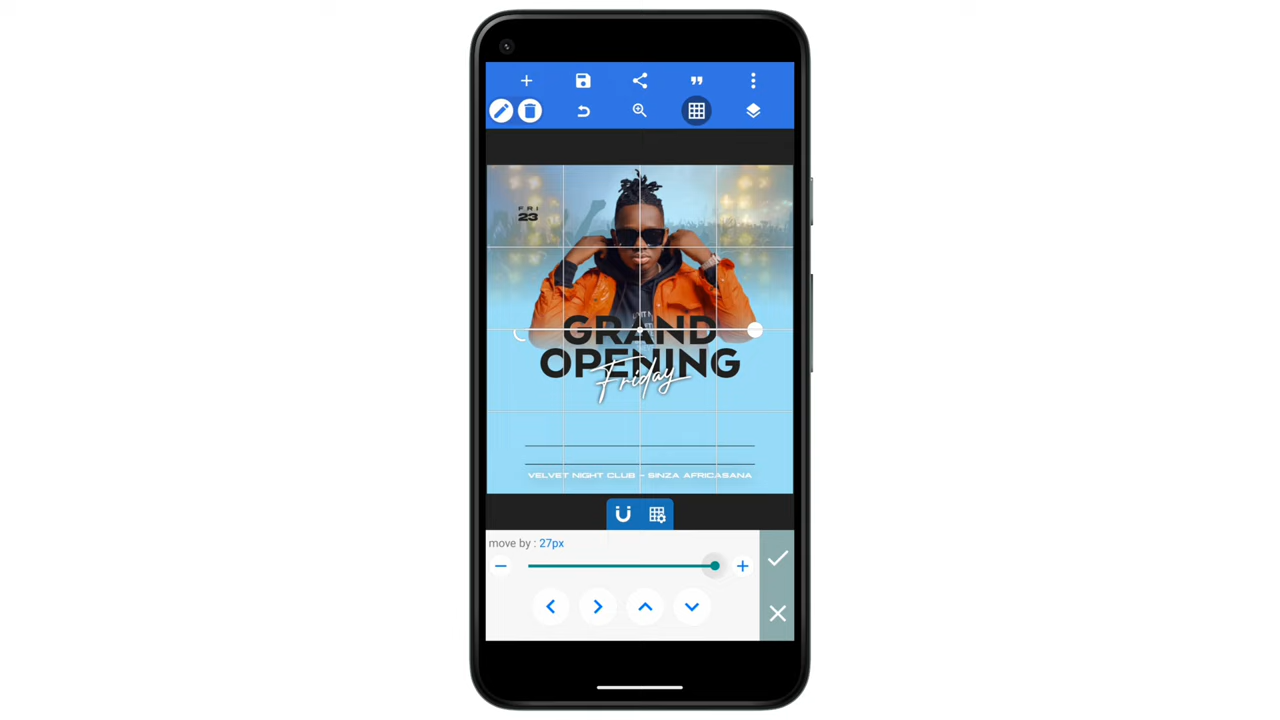 FRI
23
GRAND
OPENING
Friday
VELVET NIGHT CLUB - SINZA AFRICASANA
move by : 27px